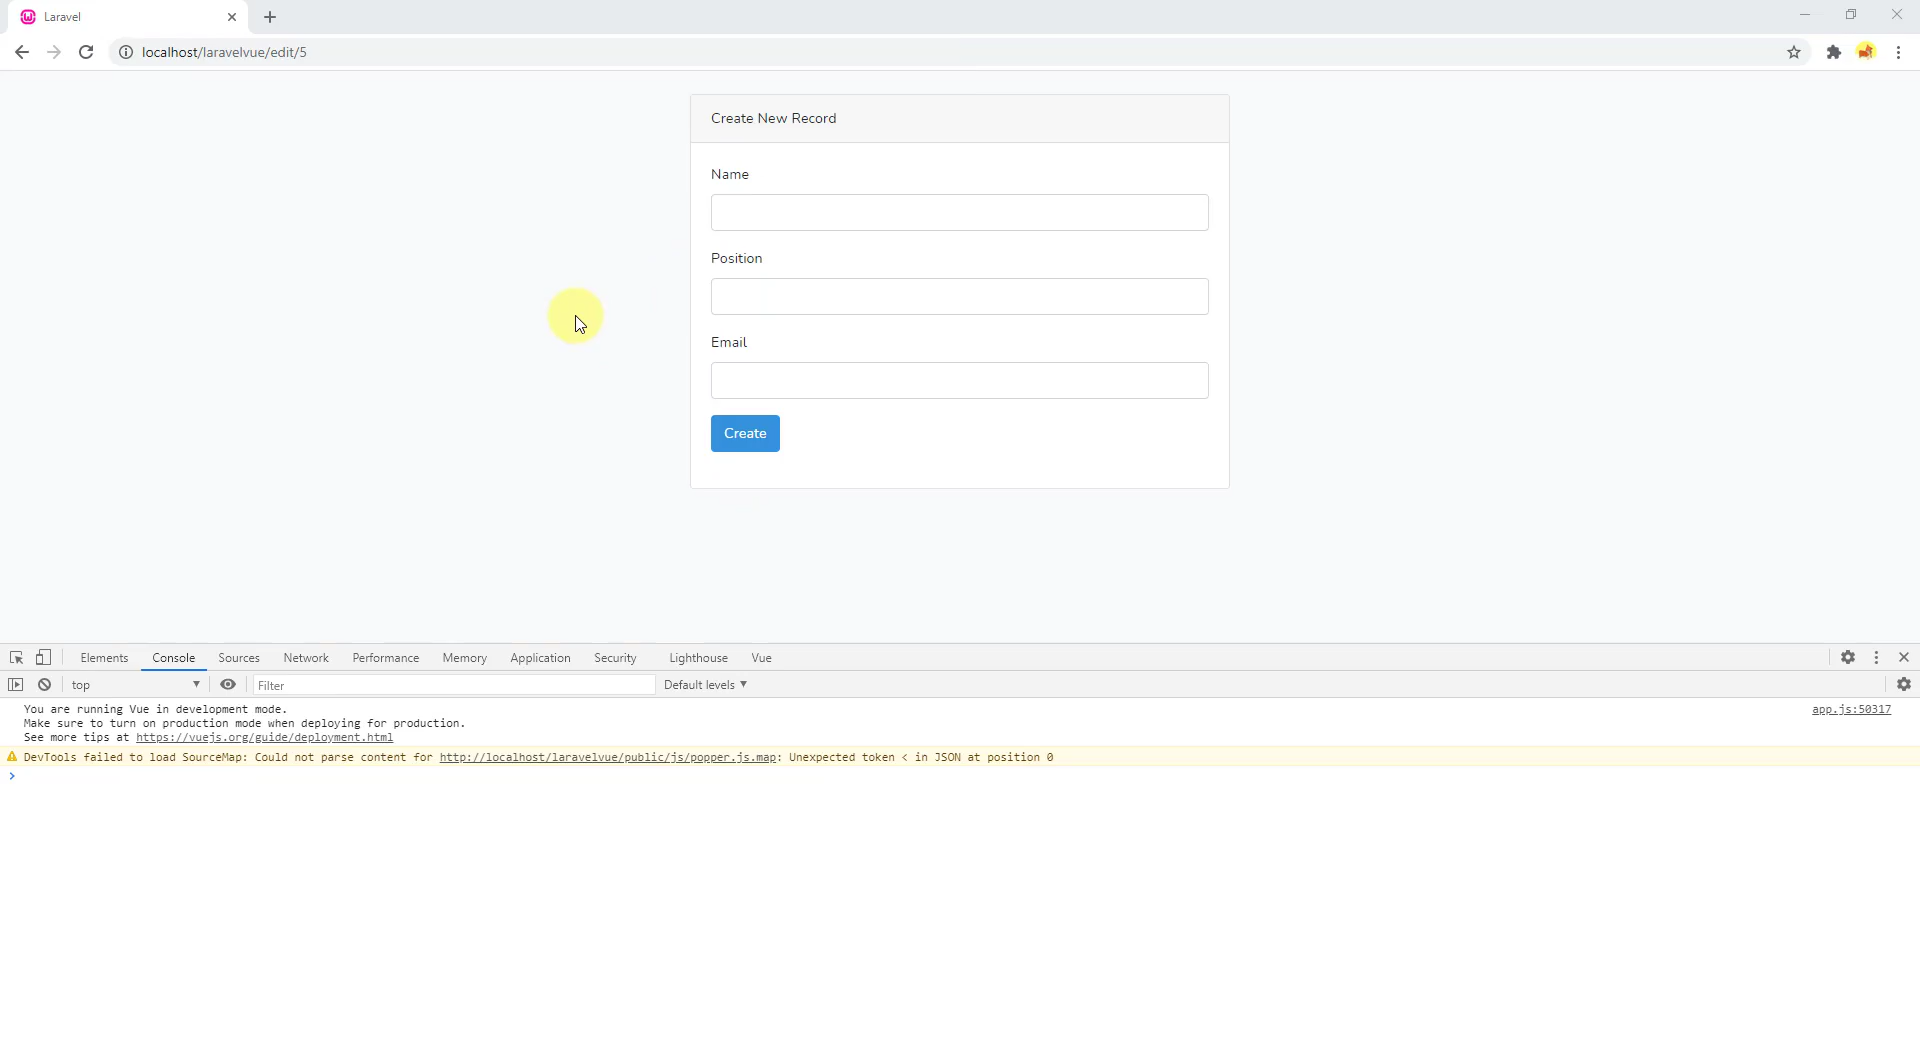 Laravel
localhost/laravelvue/edit/5
Create New Record
Name
Position
Email
Create
Elements Console Sources Network Performance Memory Application Security Lighthouse Vue
top Filter Default levels
You are running Vue in development mode. app.js:50317
Make sure to turn on production mode when deploying for production.
See more tips at https://vuejs.org/guide/deployment.html
DevTools failed to load SourceMap: Could not parse content for http://localhost/laravelvue/public/js/popper.js.map: Unexpected token < in JSON at position 0
>